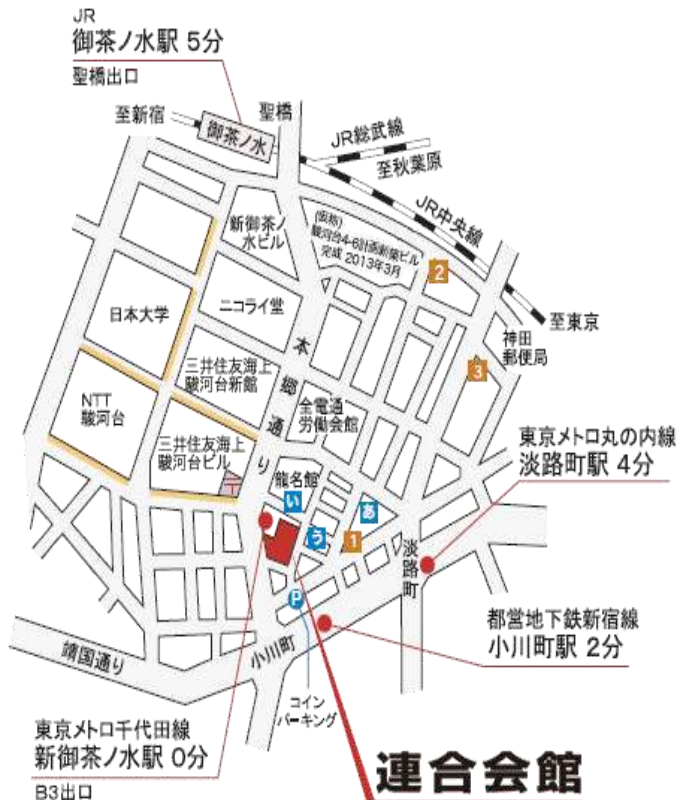 JR
御茶ノ水駅 5分
聖橋出口
至新宿
聖橋
御茶ノ水
JR総武線
至秋葉原
JR中央線
新御茶ノ
水ビル
(仮称)
駿河台4-6計画新築ビル
完成 2013年3月
2
日本大学
ニコライ堂
至東京
神田
郵便局
本郷通り
三井住友海上
駿河台新館
3
NTT
駿河台
全電通
労働会館
三井住友海上
駿河台ビル
〒
龍名館
い
あ
う
1
東京メトロ丸の内線
淡路町駅 4分
淡路町
P
都営地下鉄新宿線
小川町駅 2分
小川町
靖国通り
コイン
パーキング
東京メトロ千代田線
新御茶ノ水駅 0分
B3出口
連合会館